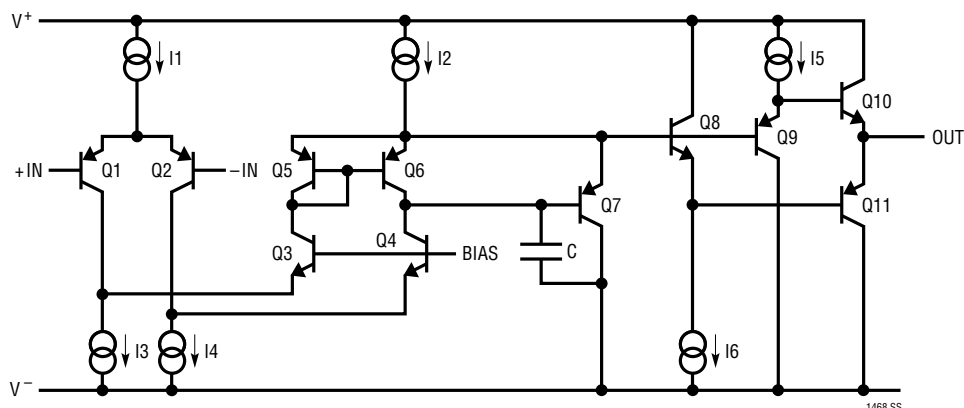 V+
I1
I2
I5
Q10
Q8
Q9
OUT
+IN
Q1
Q2
–IN
Q5
Q6
Q7
Q11
Q3
Q4
BIAS
C
I3
I4
I6
V–
1468 SS